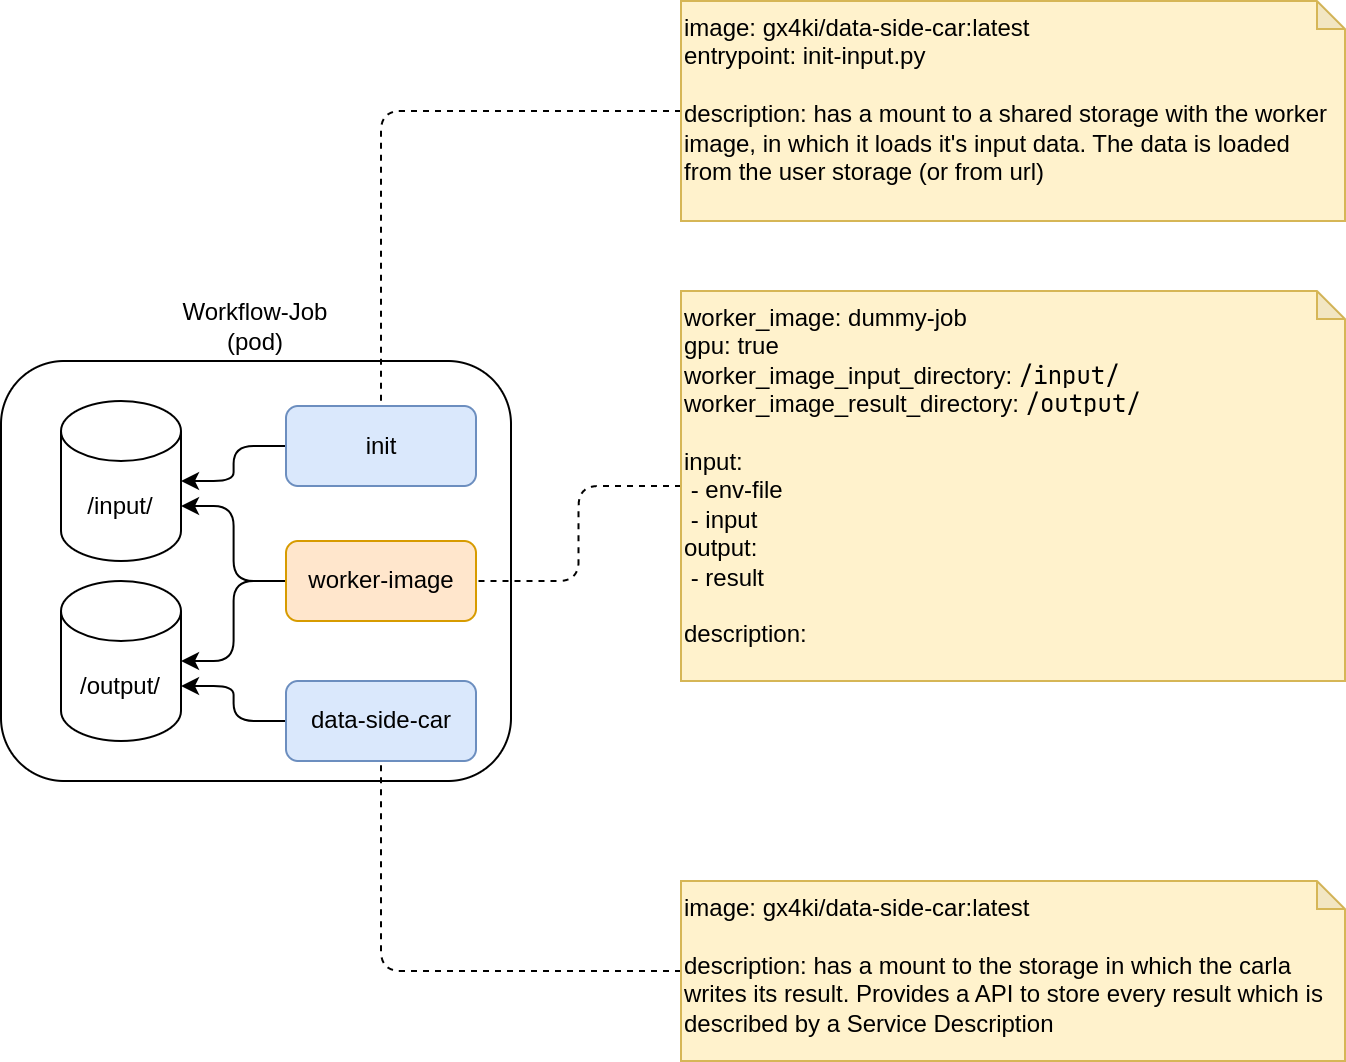 image: gx4ki/data-side-car:latest
entrypoint: init-input.py
description: has a mount to a shared storage with the worker
image, in which it loads it's input data. The data is loaded
from the user storage (or from url)
Workflow-Job
(pod)
/input/
/output/
init
worker-image
data-side-car
worker_image: dummy-job
gpu: true
worker_image_input_directory: /input/
worker_image_result_directory: /output/
input:
- env-file
- input
output:
- result
description:
image: gx4ki/data-side-car:latest
description: has a mount to the storage in which the carla
writes its result. Provides a API to store every result which is
described by a Service Description